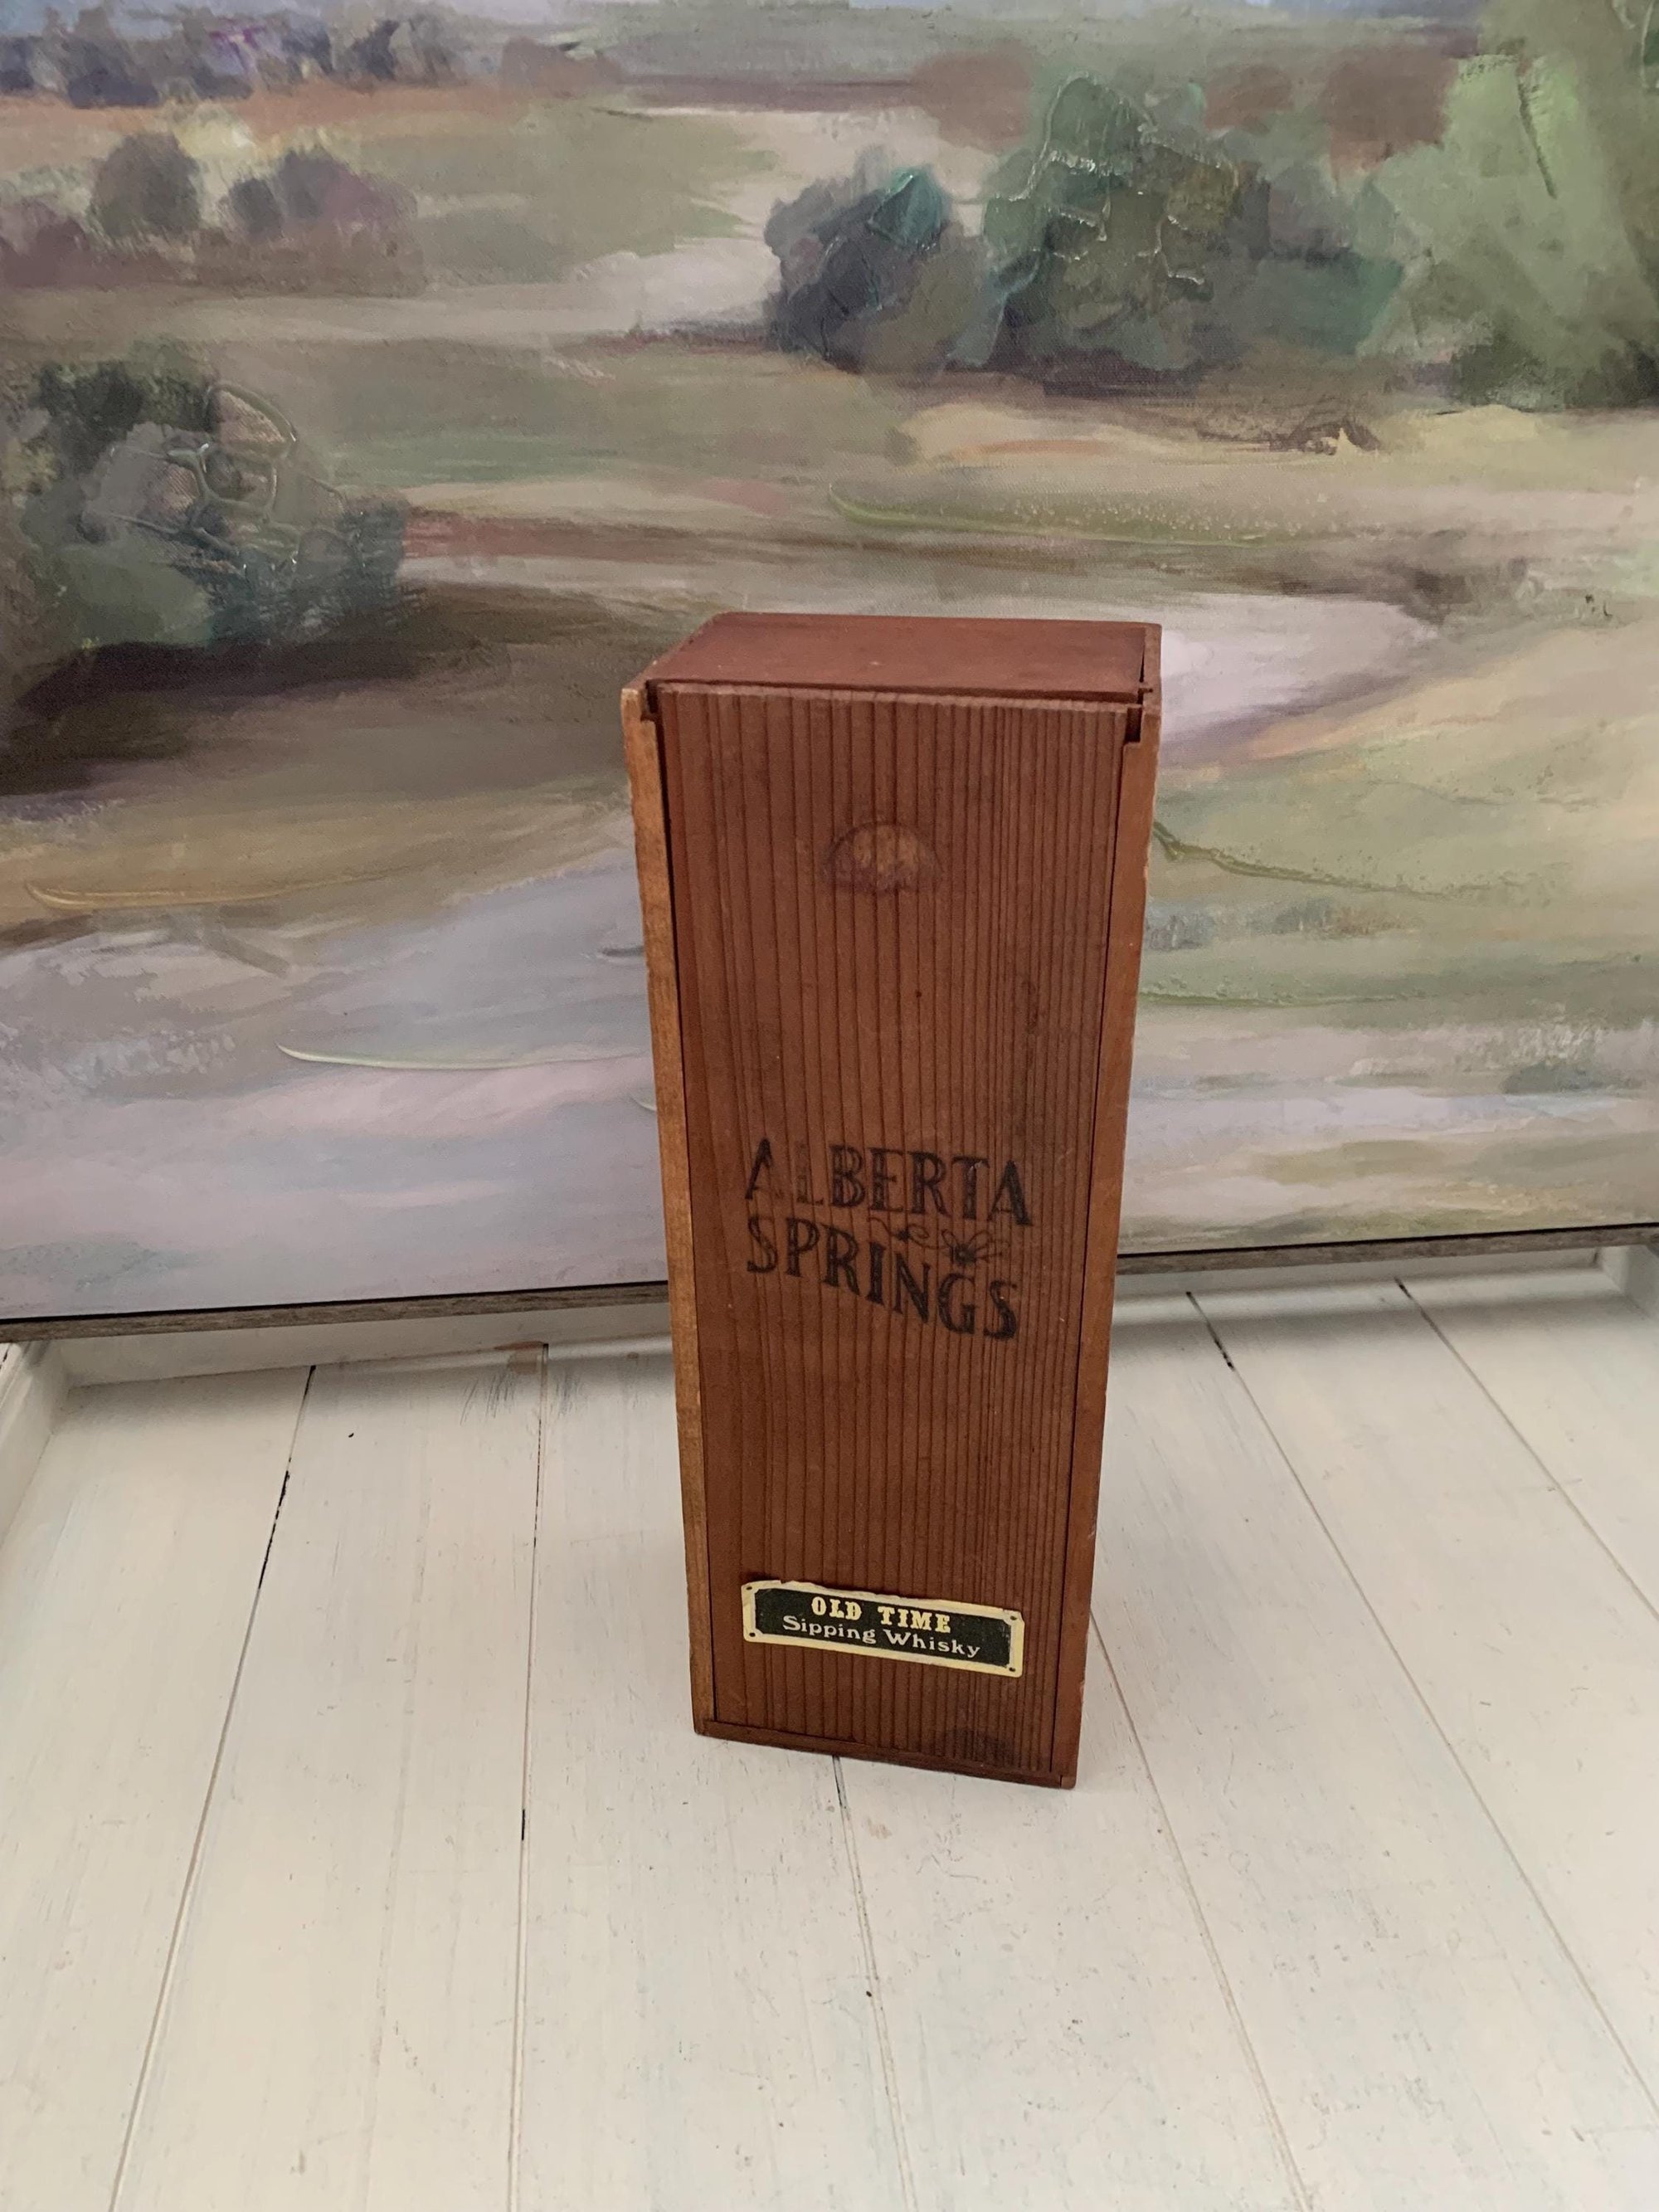 ALBERTA
SPRINGS
OLD TIME
Sipping Whisky